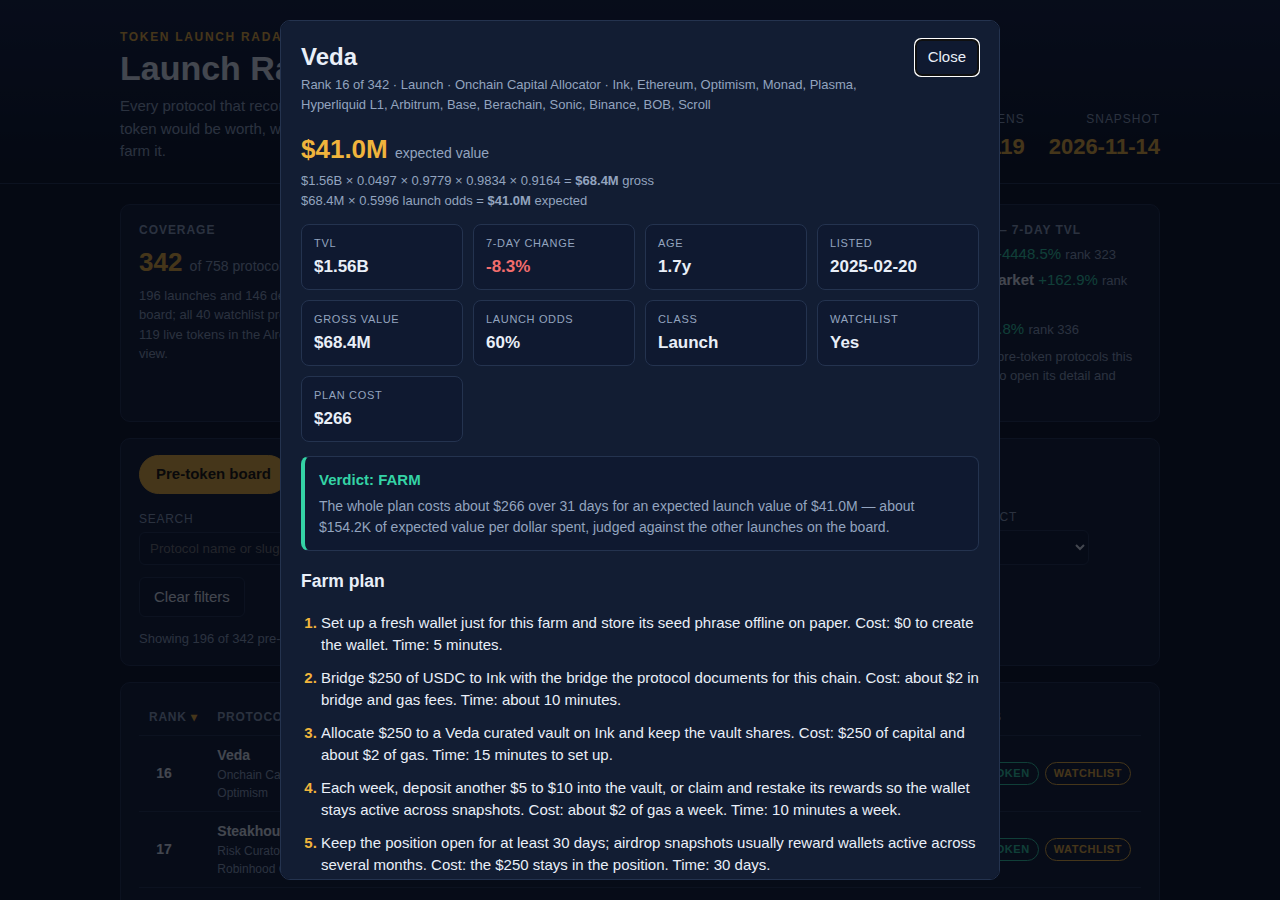 TOKEN LAUNCH RADA
Launch Ra
Every protocol that recor
token would be worth, w
farm it.
ENS
19
SNAPSHOT
2026-11-14
COVERAGE
342 of 758 protoco
196 launches and 146 de
board; all 40 watchlist pr
119 live tokens in the Alr
view.
– 7-DAY TVL
4448.5% rank 323
arket +162.9% rank
8% rank 336
pre-token protocols this
o open its detail and
Pre-token board
SEARCH
Protocol name or slug
Clear filters
Showing 196 of 342 pre-
CT
RANK ▼ PROTOCO
16
Veda
Onchain Ca
Optimism
OKEN WATCHLIST
17
Steakhou
Risk Curato
Robinhood
OKEN WATCHLIST
Veda
Close
Rank 16 of 342 · Launch · Onchain Capital Allocator · Ink, Ethereum, Optimism, Monad, Plasma,
Hyperliquid L1, Arbitrum, Base, Berachain, Sonic, Binance, BOB, Scroll
$41.0M expected value
$1.56B × 0.0497 × 0.9779 × 0.9834 × 0.9164 = $68.4M gross
$68.4M × 0.5996 launch odds = $41.0M expected
TVL
$1.56B
7-DAY CHANGE
-8.3%
AGE
1.7y
LISTED
2025-02-20
GROSS VALUE
$68.4M
LAUNCH ODDS
60%
CLASS
Launch
WATCHLIST
Yes
PLAN COST
$266
Verdict: FARM
The whole plan costs about $266 over 31 days for an expected launch value of $41.0M — about
$154.2K of expected value per dollar spent, judged against the other launches on the board.
Farm plan
1. Set up a fresh wallet just for this farm and store its seed phrase offline on paper. Cost: $0 to create
the wallet. Time: 5 minutes.
2. Bridge $250 of USDC to Ink with the bridge the protocol documents for this chain. Cost: about $2 in
bridge and gas fees. Time: about 10 minutes.
3. Allocate $250 to a Veda curated vault on Ink and keep the vault shares. Cost: $250 of capital and
about $2 of gas. Time: 15 minutes to set up.
4. Each week, deposit another $5 to $10 into the vault, or claim and restake its rewards so the wallet
stays active across snapshots. Cost: about $2 of gas a week. Time: 10 minutes a week.
5. Keep the position open for at least 30 days; airdrop snapshots usually reward wallets active across
several months. Cost: the $250 stays in the position. Time: 30 days.